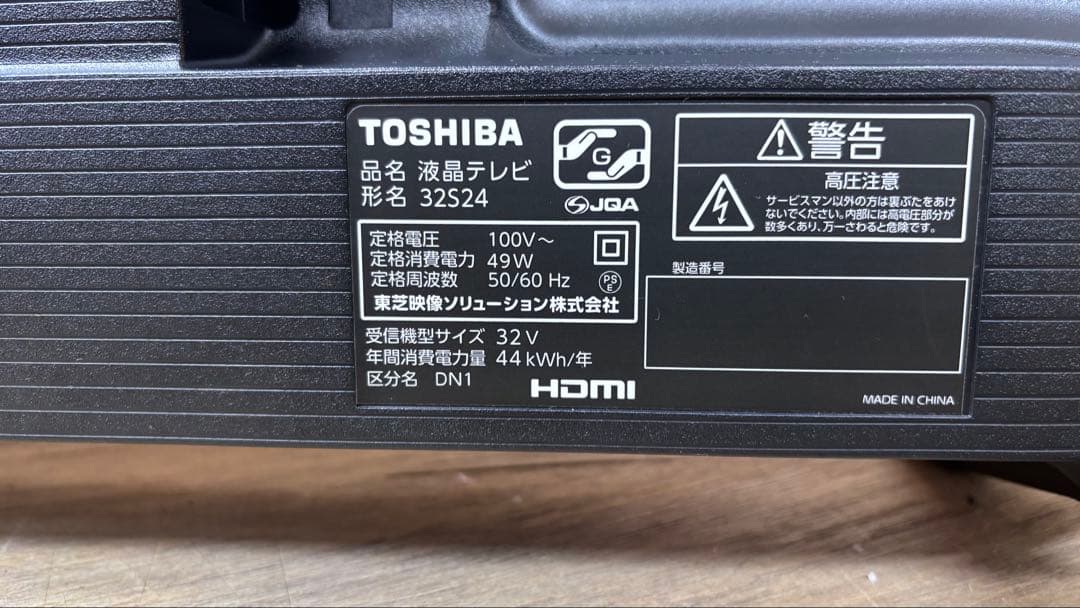 TOSHIBA
品名 液晶テレビ
形名 32S24
G
JQA
定格電圧 100V～
定格消費電力 49W
定格周波数 50/60 Hz
PS
E
東芝映像ソリューション株式会社
受信機型サイズ 32V
年間消費電力量 44kWh/年
区分名 DN1
HDMI
警告
高圧注意
サービスマン以外の方は裏ぶたをあけ
ないでください。内部には高電圧部分が
数多くあり、万一さわると危険です。
製造番号
MADE IN CHINA